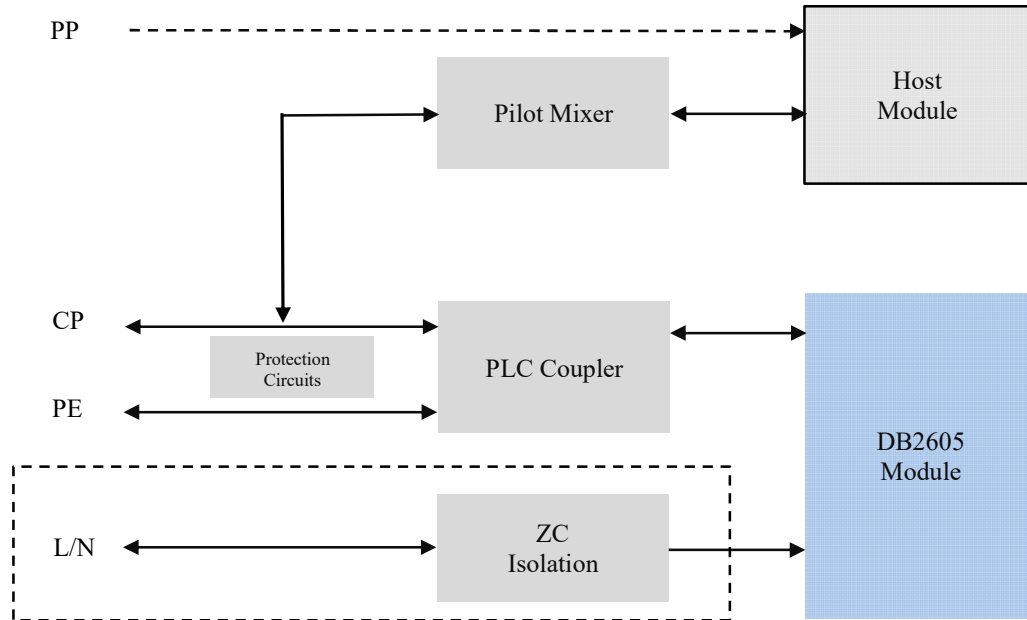 PP
Host
Module
Pilot Mixer
CP
Protection
Circuits
PLC Coupler
PE
DB2605
Module
L/N
ZC
Isolation